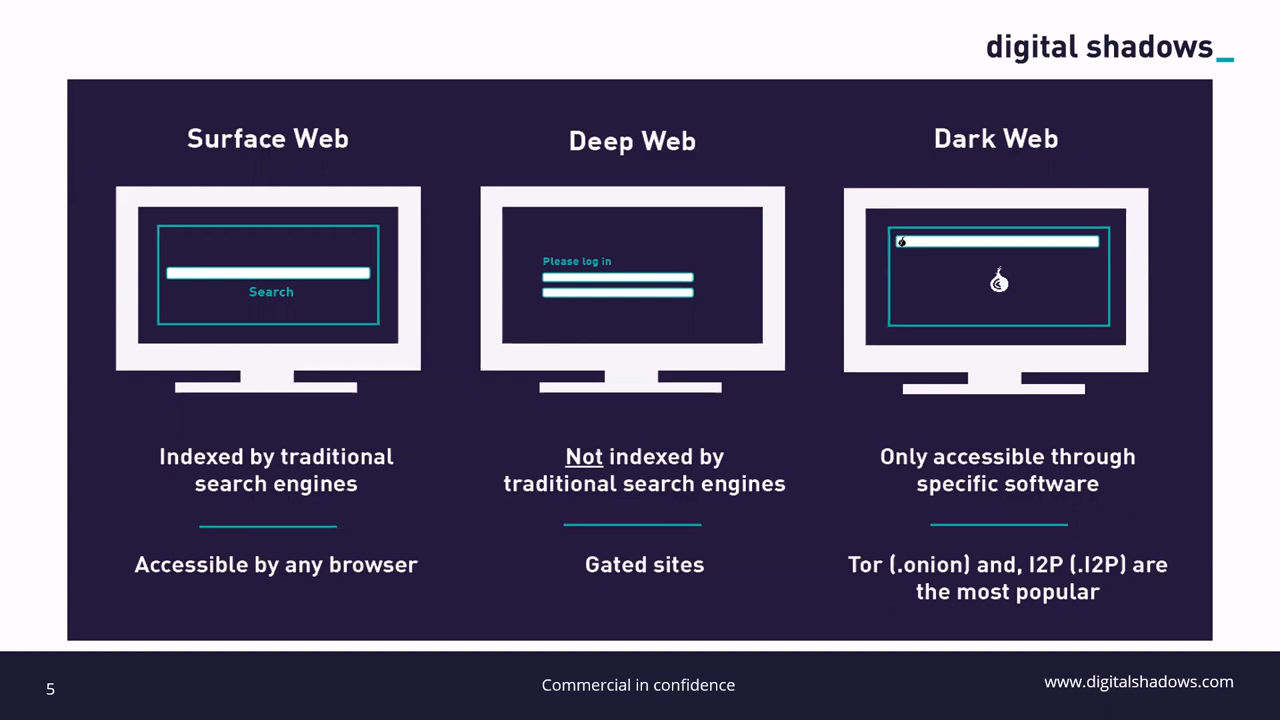 digital shadows_
Surface Web
Deep Web
Dark Web
Search
Please log in
Indexed by traditional
search engines
Not indexed by
traditional search engines
Only accessible through
specific software
Accessible by any browser
Gated sites
Tor (.onion) and, I2P (.I2P) are
the most popular
5
Commercial in confidence
www.digitalshadows.com